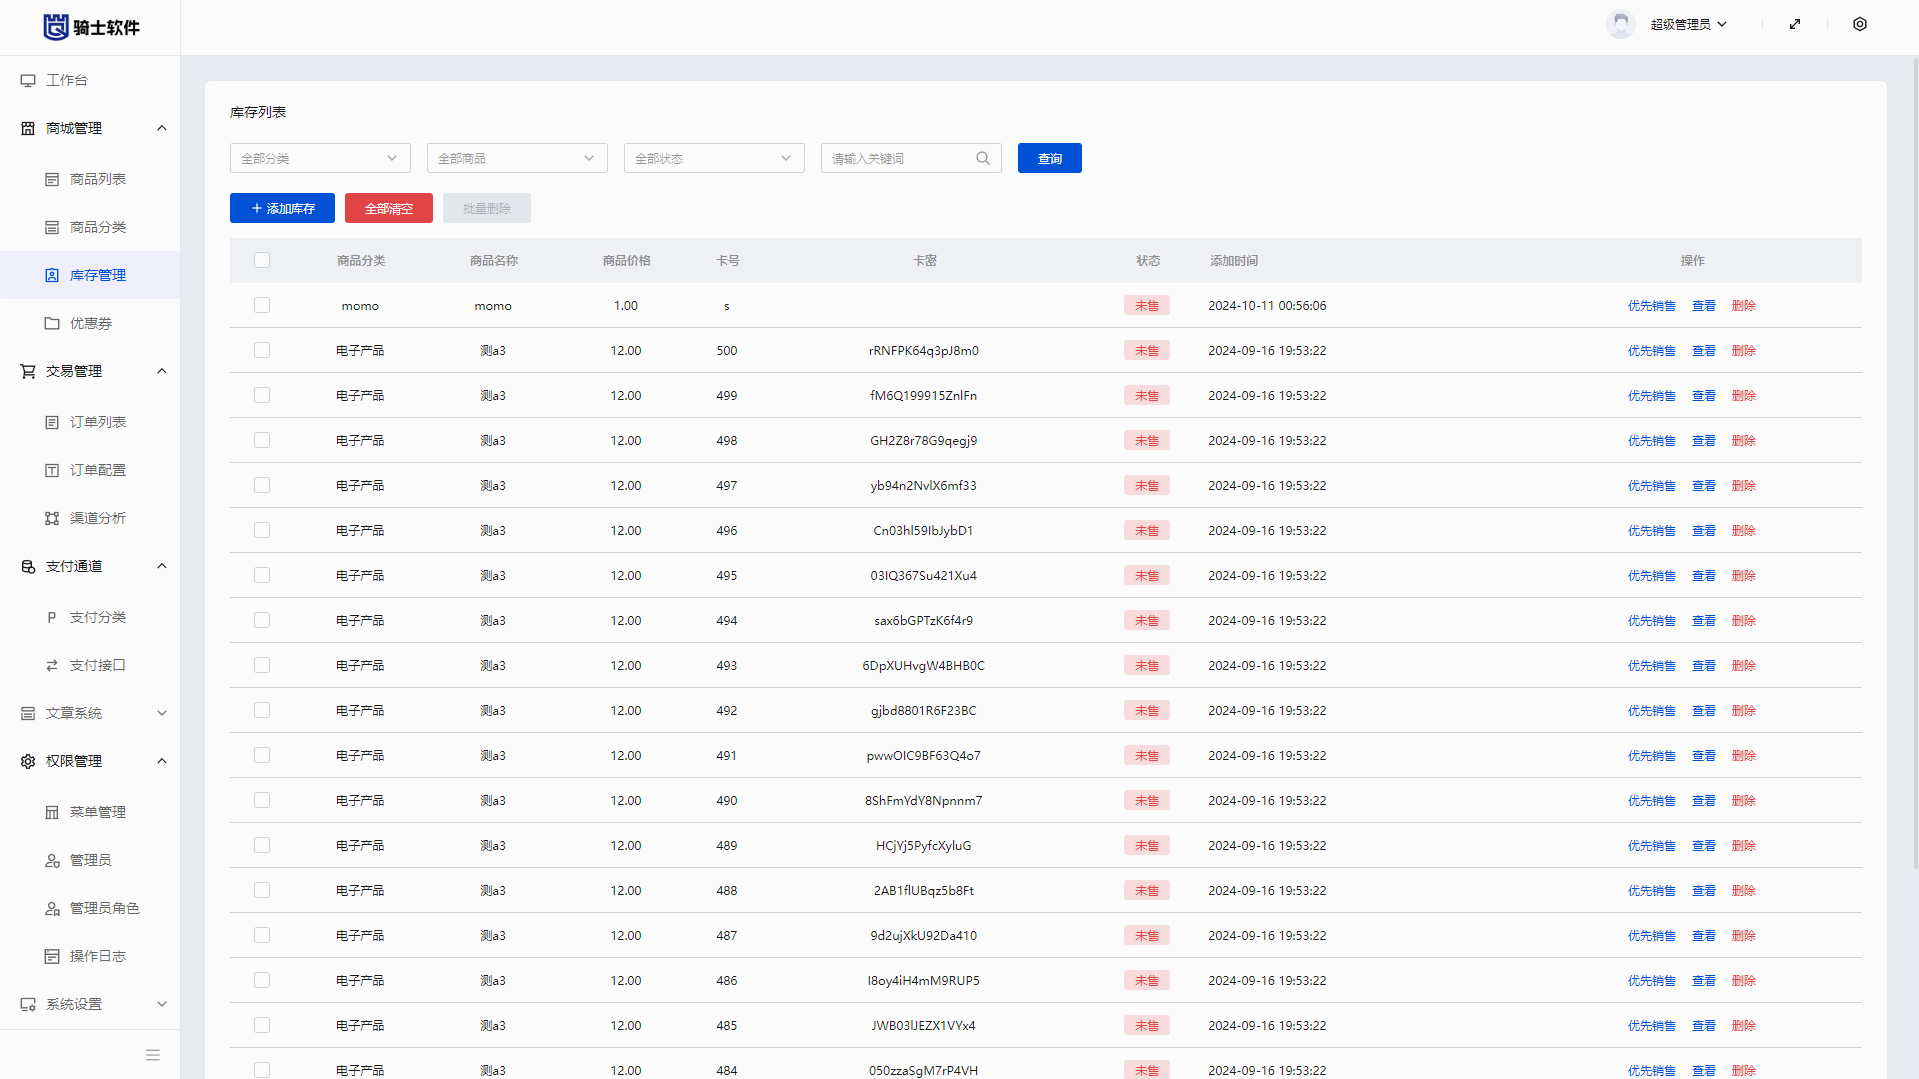 骑士软件
超级管理员
工作台
商城管理
商品列表
商品分类
库存管理
优惠券
交易管理
订单列表
订单配置
渠道分析
支付通道
支付分类
支付接口
文章系统
权限管理
菜单管理
管理员
管理员角色
操作日志
系统设置
库存列表
全部分类 全部商品 全部状态 请输入关键词 查询
添加库存 全部清空 批量删除
商品分类 商品名称 商品价格 卡号 卡密 状态 添加时间 操作
momo momo 1.00 s 未售 2024-10-11 00:56:06 优先销售 查看 删除
电子产品 测a3 12.00 500 rRNFPK64q3pJ8m0 未售 2024-09-16 19:53:22 优先销售 查看 删除
电子产品 测a3 12.00 499 fM6Q199915ZnlFn 未售 2024-09-16 19:53:22 优先销售 查看 删除
电子产品 测a3 12.00 498 GH2Z8r78G9qegj9 未售 2024-09-16 19:53:22 优先销售 查看 删除
电子产品 测a3 12.00 497 yb94n2NvlX6mf33 未售 2024-09-16 19:53:22 优先销售 查看 删除
电子产品 测a3 12.00 496 Cn03hl59IbJybD1 未售 2024-09-16 19:53:22 优先销售 查看 删除
电子产品 测a3 12.00 495 03IQ367Su421Xu4 未售 2024-09-16 19:53:22 优先销售 查看 删除
电子产品 测a3 12.00 494 sax6bGPTzK6f4r9 未售 2024-09-16 19:53:22 优先销售 查看 删除
电子产品 测a3 12.00 493 6DpXUHvgW4BHB0C 未售 2024-09-16 19:53:22 优先销售 查看 删除
电子产品 测a3 12.00 492 gjbd8801R6F23BC 未售 2024-09-16 19:53:22 优先销售 查看 删除
电子产品 测a3 12.00 491 pwwOIC9BF63Q4o7 未售 2024-09-16 19:53:22 优先销售 查看 删除
电子产品 测a3 12.00 490 8ShFmYdY8Npnnm7 未售 2024-09-16 19:53:22 优先销售 查看 删除
电子产品 测a3 12.00 489 HCjYj5PyfcXyluG 未售 2024-09-16 19:53:22 优先销售 查看 删除
电子产品 测a3 12.00 488 2AB1flUBqz5b8Ft 未售 2024-09-16 19:53:22 优先销售 查看 删除
电子产品 测a3 12.00 487 9d2ujXkU92Da410 未售 2024-09-16 19:53:22 优先销售 查看 删除
电子产品 测a3 12.00 486 I8oy4iH4mM9RUP5 未售 2024-09-16 19:53:22 优先销售 查看 删除
电子产品 测a3 12.00 485 JWB03lJEZX1VYx4 未售 2024-09-16 19:53:22 优先销售 查看 删除
电子产品 测a3 12.00 484 050zzaSgM7rP4VH 未售 2024-09-16 19:53:22 优先销售 查看 删除